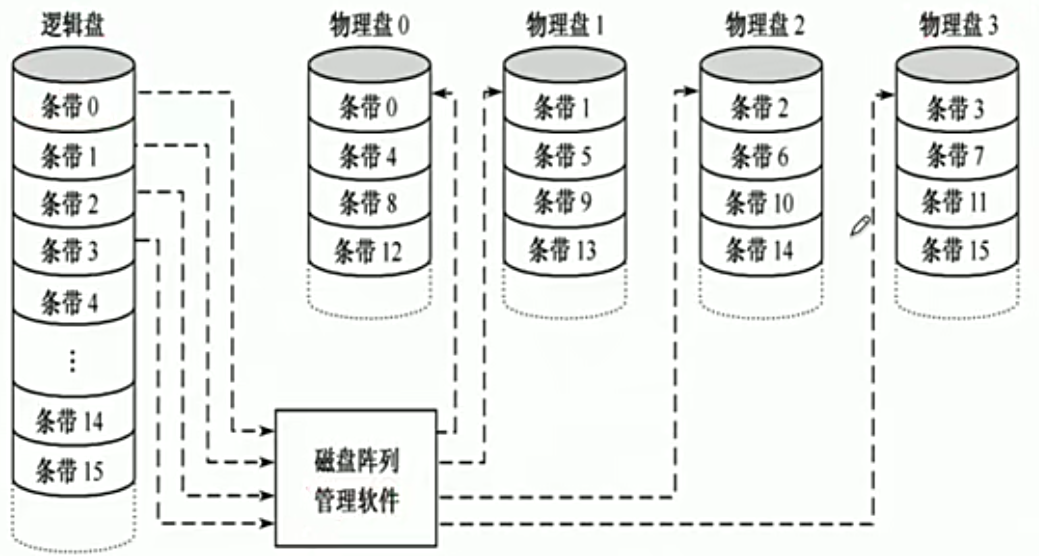 逻辑盘
条带 0
条带 1
条带 2
条带 3
条带 4
⋮
条带 14
条带 15
物理盘 0
条带 0
条带 4
条带 8
条带 12
物理盘 1
条带 1
条带 5
条带 9
条带 13
物理盘 2
条带 2
条带 6
条带 10
条带 14
物理盘 3
条带 3
条带 7
条带 11
条带 15
磁盘阵列
管理软件